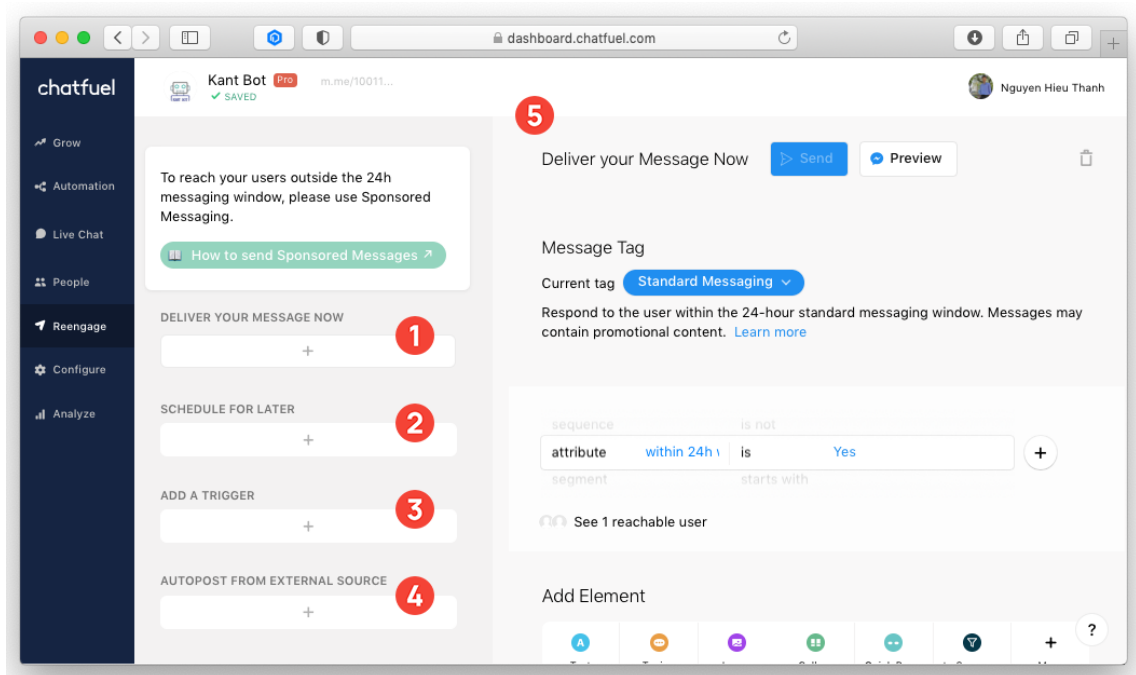 dashboard.chatfuel.com
chatfuel
Kant Bot Pro
m.me/10011...
SAVED
Nguyen Hieu Thanh
Grow
Automation
Live Chat
People
Reengage
Configure
Analyze
To reach your users outside the 24h
messaging window, please use Sponsored
Messaging.
How to send Sponsored Messages ↗
DELIVER YOUR MESSAGE NOW
1
+
SCHEDULE FOR LATER
2
+
ADD A TRIGGER
3
+
AUTOPOST FROM EXTERNAL SOURCE
4
+
5
Deliver your Message Now
Send
Preview
Message Tag
Current tag Standard Messaging
Respond to the user within the 24-hour standard messaging window. Messages may
contain promotional content. Learn more
sequence is not
attribute within 24h is Yes
+
segment starts with
See 1 reachable user
Add Element
A
+
?